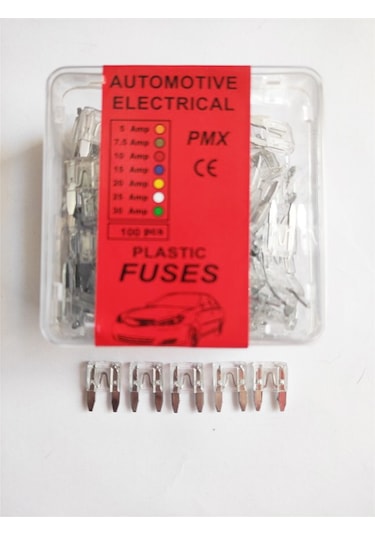 AUTOMOTIVE
ELECTRICAL
5 Amp
7.5 Amp
10 Amp
15 Amp
20 Amp
25 Amp
30 Amp
PMX
CE
100 pcs
PLASTIC
FUSES